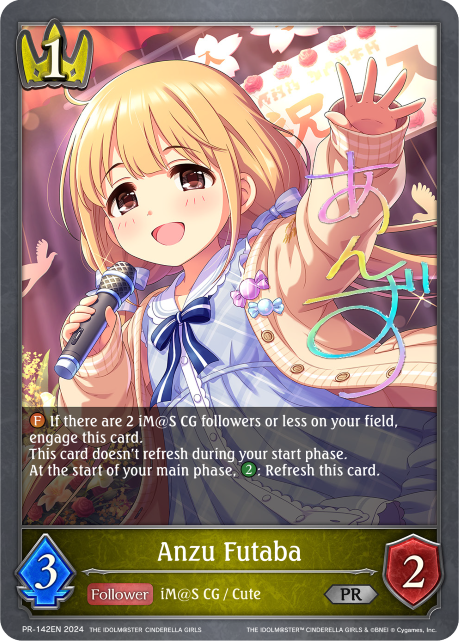 1
祝
入
あんず
F If there are 2 iM@S CG followers or less on your field,
engage this card.
This card doesn't refresh during your start phase.
At the start of your main phase, 2: Refresh this card.
Anzu Futaba
3
Follower iM@S CG / Cute
PR
2
PR-142EN 2024 THE IDOLM@STER CINDERELLA GIRLS THE IDOLM@STER™ CINDERELLA GIRLS & ©BNEI © Cygames, Inc.